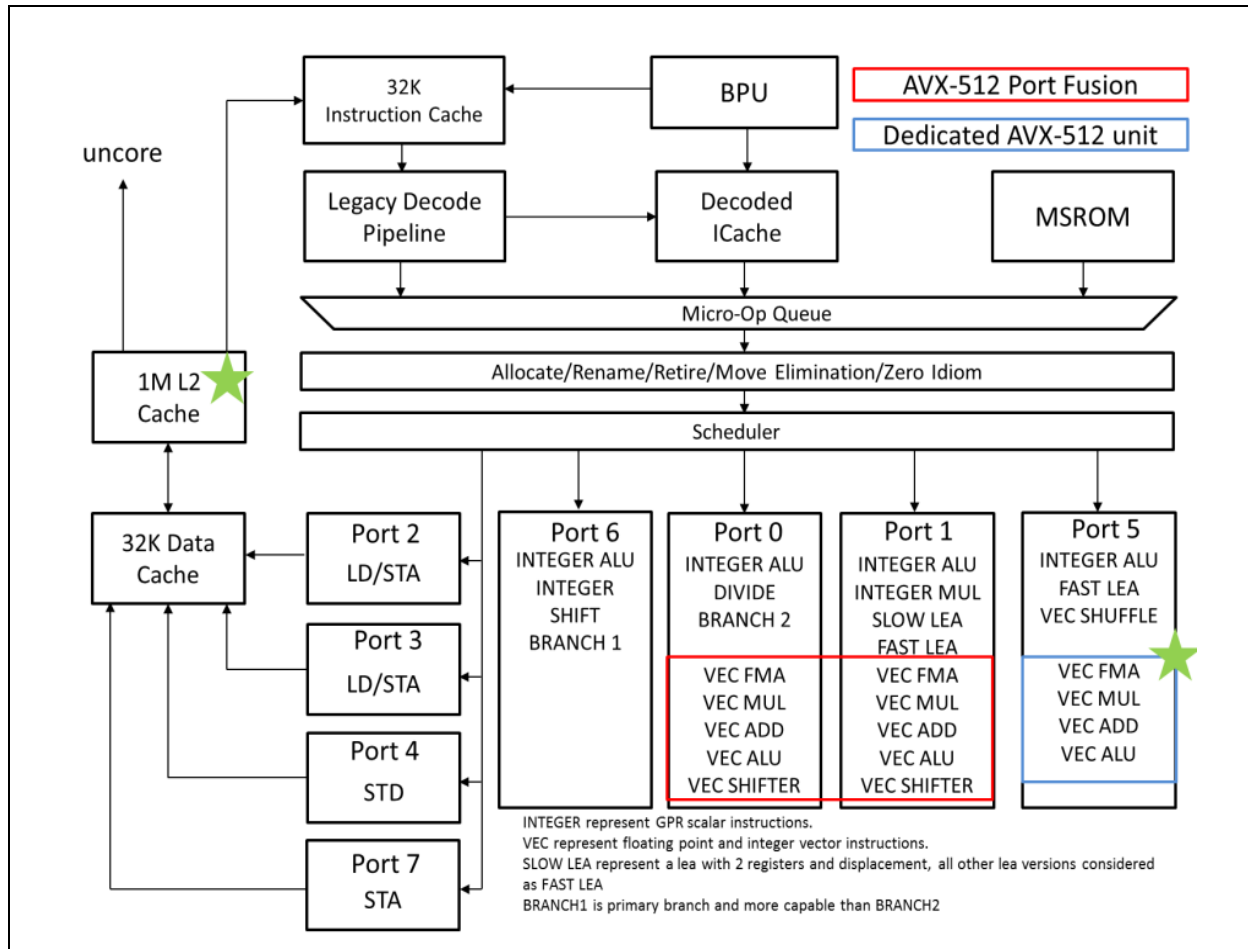 32K
Instruction Cache
BPU
AVX-512 Port Fusion
Dedicated AVX-512 unit
uncore
Legacy Decode
Pipeline
Decoded
ICache
MSROM
Micro-Op Queue
1M L2
Cache
Allocate/Rename/Retire/Move Elimination/Zero Idiom
Scheduler
32K Data
Cache
Port 2
LD/STA
Port 3
LD/STA
Port 4
STD
Port 7
STA
Port 6
INTEGER ALU
INTEGER
SHIFT
BRANCH 1
Port 0
INTEGER ALU
DIVIDE
BRANCH 2
VEC FMA
VEC MUL
VEC ADD
VEC ALU
VEC SHIFTER
Port 1
INTEGER ALU
INTEGER MUL
SLOW LEA
FAST LEA
VEC FMA
VEC MUL
VEC ADD
VEC ALU
VEC SHIFTER
Port 5
INTEGER ALU
FAST LEA
VEC SHUFFLE
VEC FMA
VEC MUL
VEC ADD
VEC ALU
INTEGER represent GPR scalar instructions.
VEC represent floating point and integer vector instructions.
SLOW LEA represent a lea with 2 registers and displacement, all other lea versions considered
as FAST LEA
BRANCH1 is primary branch and more capable than BRANCH2